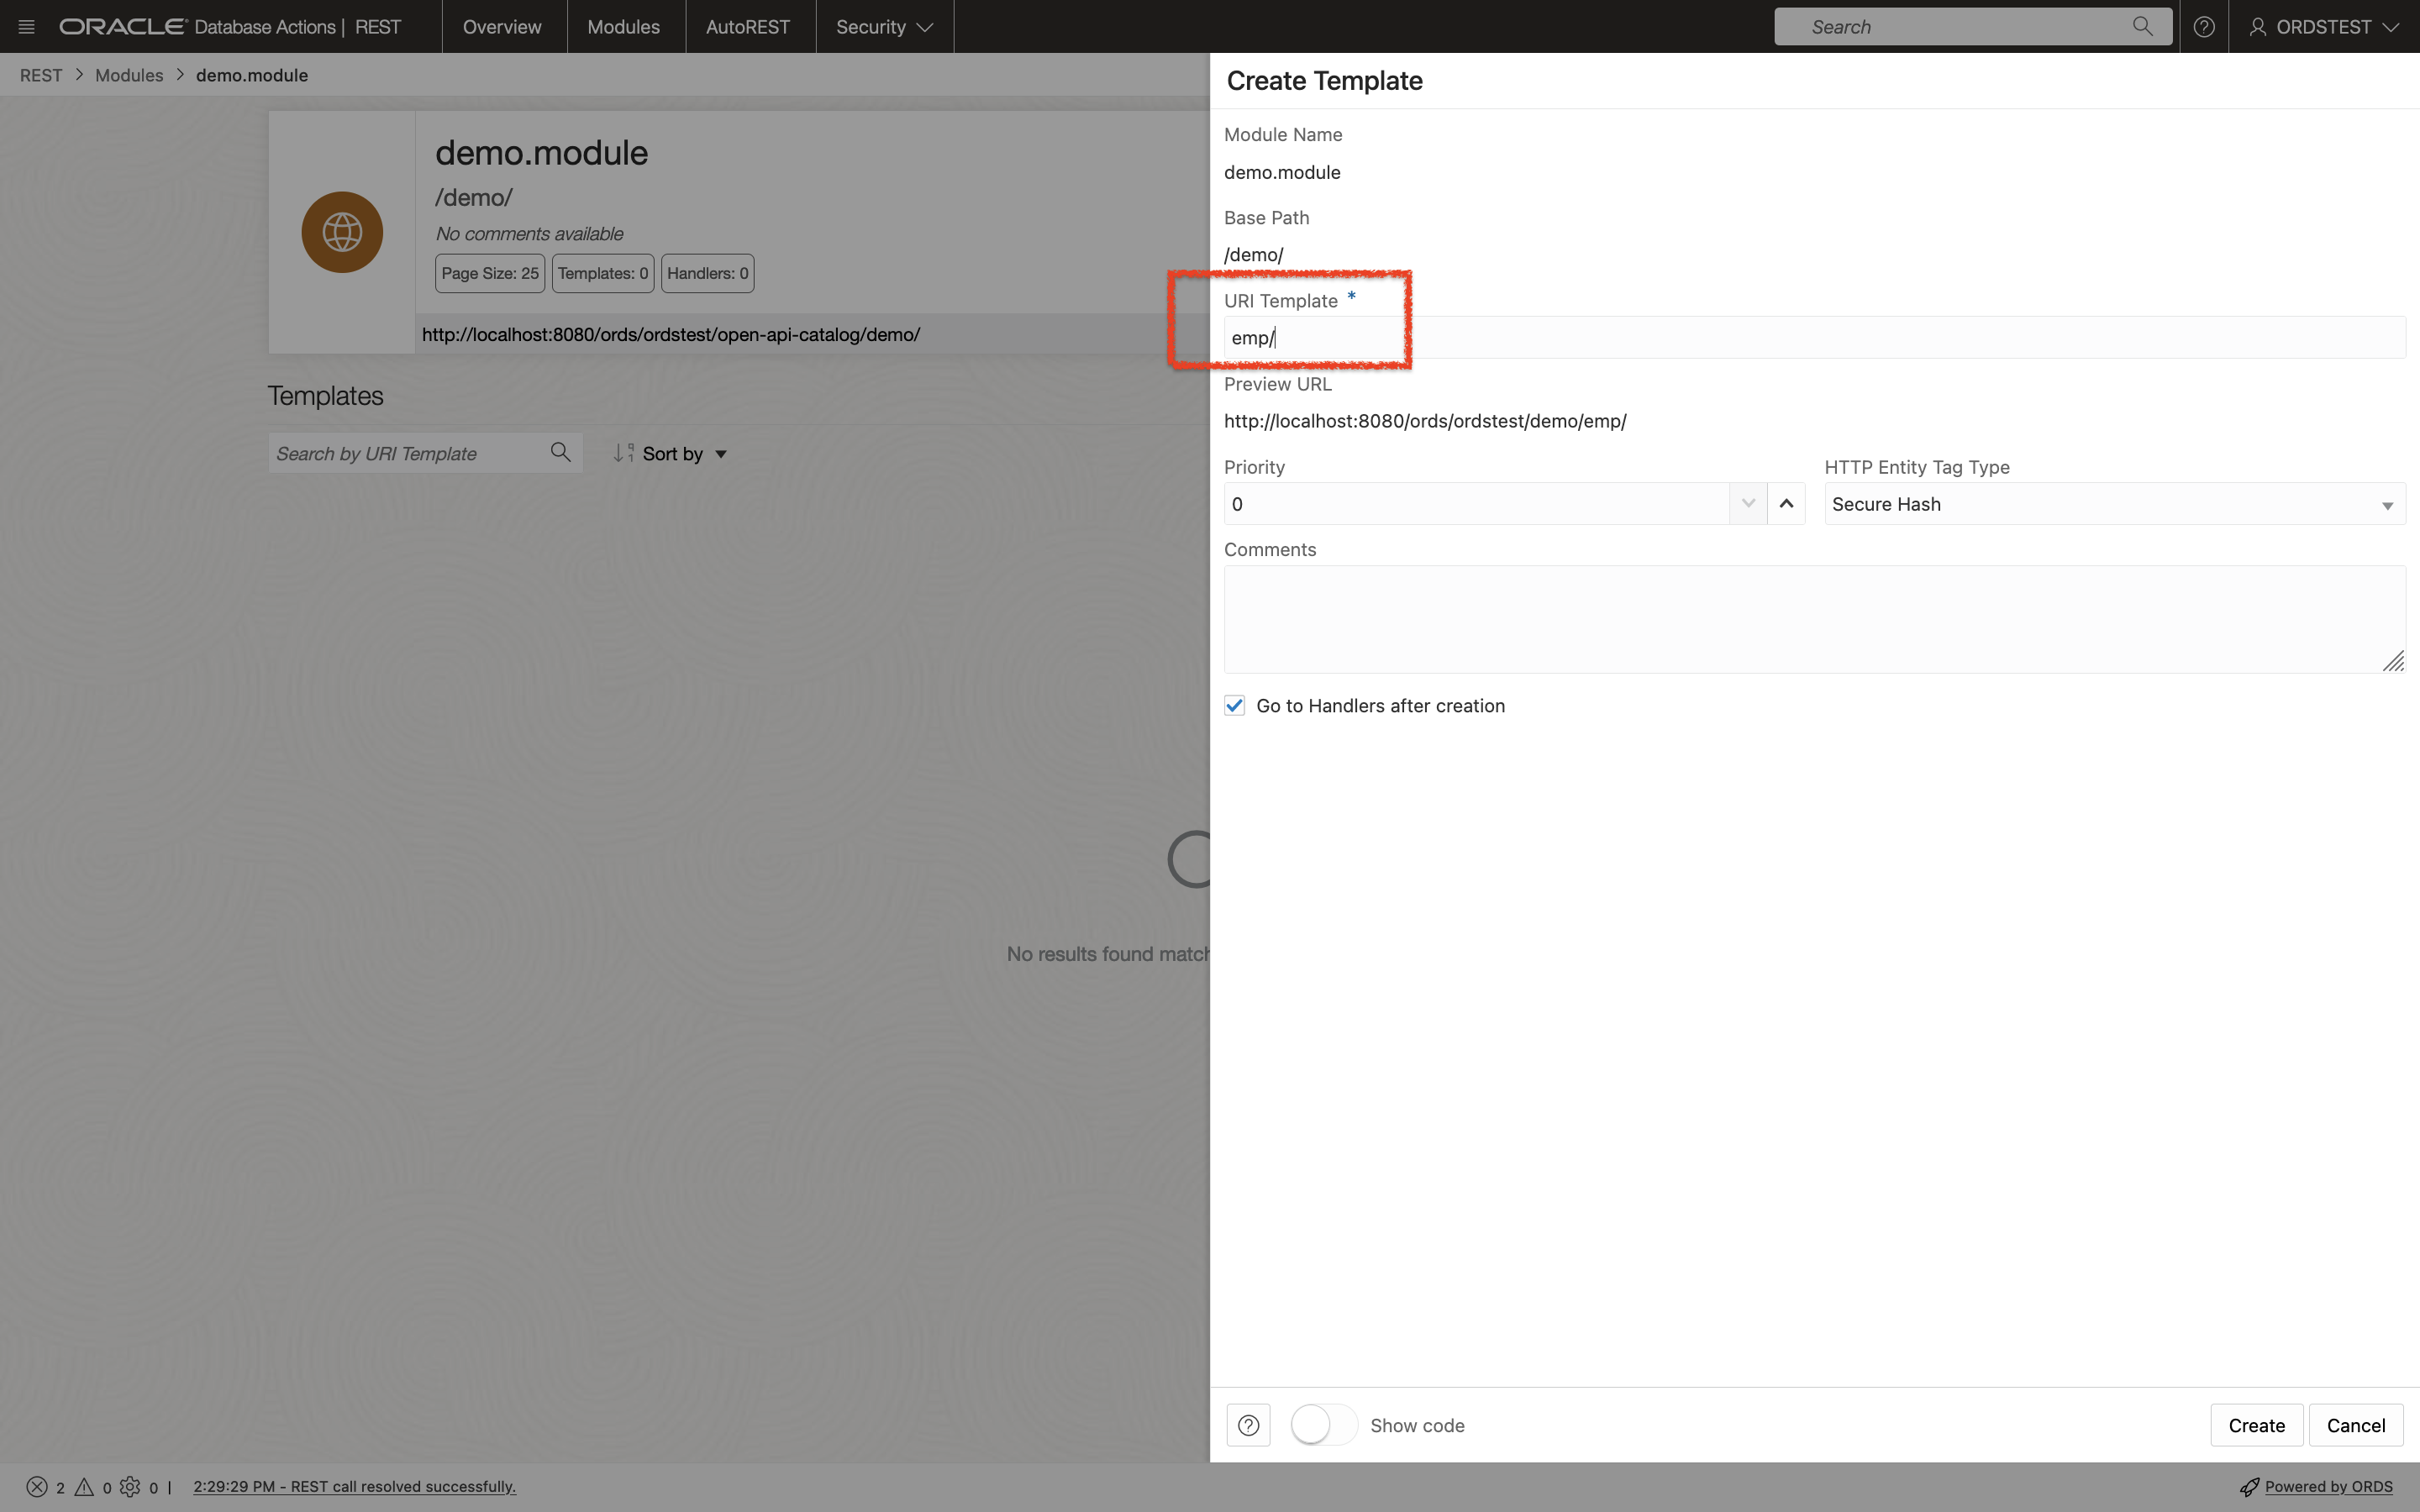 ORACLE Database Actions | REST
Overview
Modules
AutoREST
Security
Search
ORDSTEST
REST > Modules > demo.module
demo.module
/demo/
No comments available
Page Size: 25
Templates: 0
Handlers: 0
http://localhost:8080/ords/ordstest/open-api-catalog/demo/
Templates
Search by URI Template
Sort by
No results found match
Create Template
Module Name
demo.module
Base Path
/demo/
URI Template *
emp/
Preview URL
http://localhost:8080/ords/ordstest/demo/emp/
Priority
0
HTTP Entity Tag Type
Secure Hash
Comments
Go to Handlers after creation
Show code
Create
Cancel
2 0 0 | 2:29:29 PM - REST call resolved successfully.
Powered by ORDS